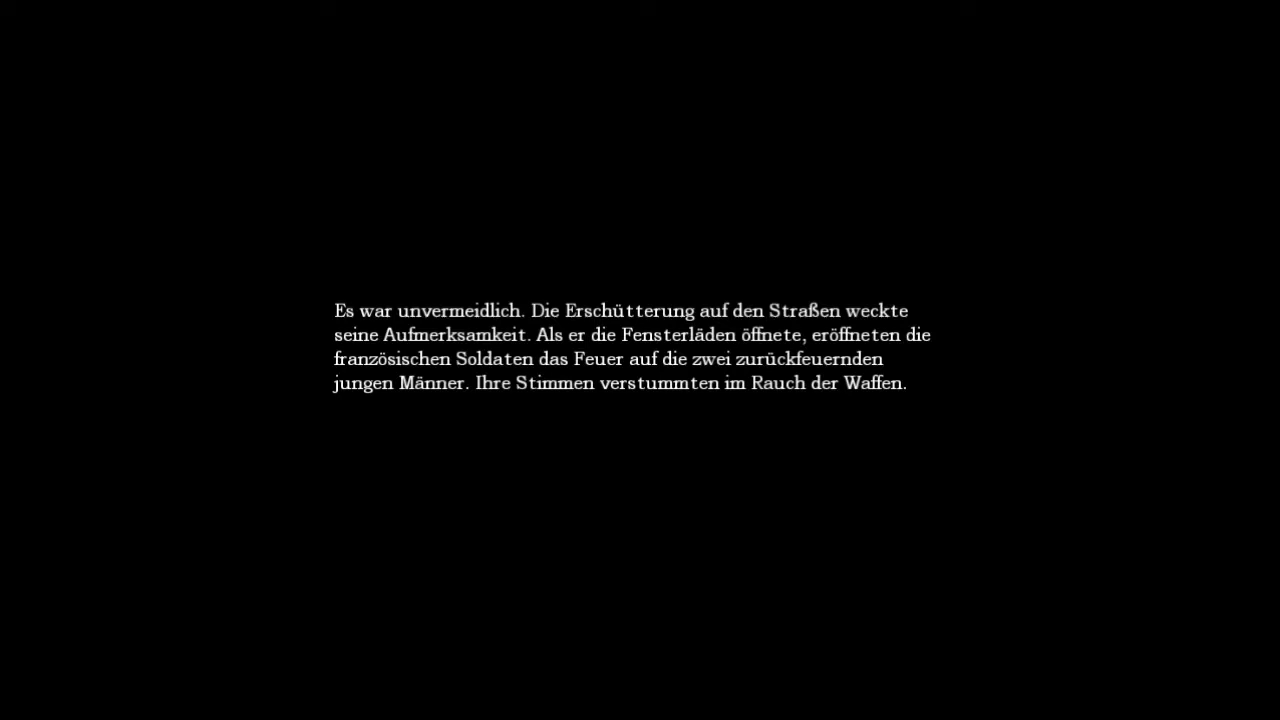 Es war unvermeidlich. Die Erschütterung auf den Straßen weckte
seine Aufmerksamkeit. Als er die Fensterläden öffnete, eröffneten die
französischen Soldaten das Feuer auf die zwei zurückfeuernden
jungen Männer. Ihre Stimmen verstummten im Rauch der Waffen.